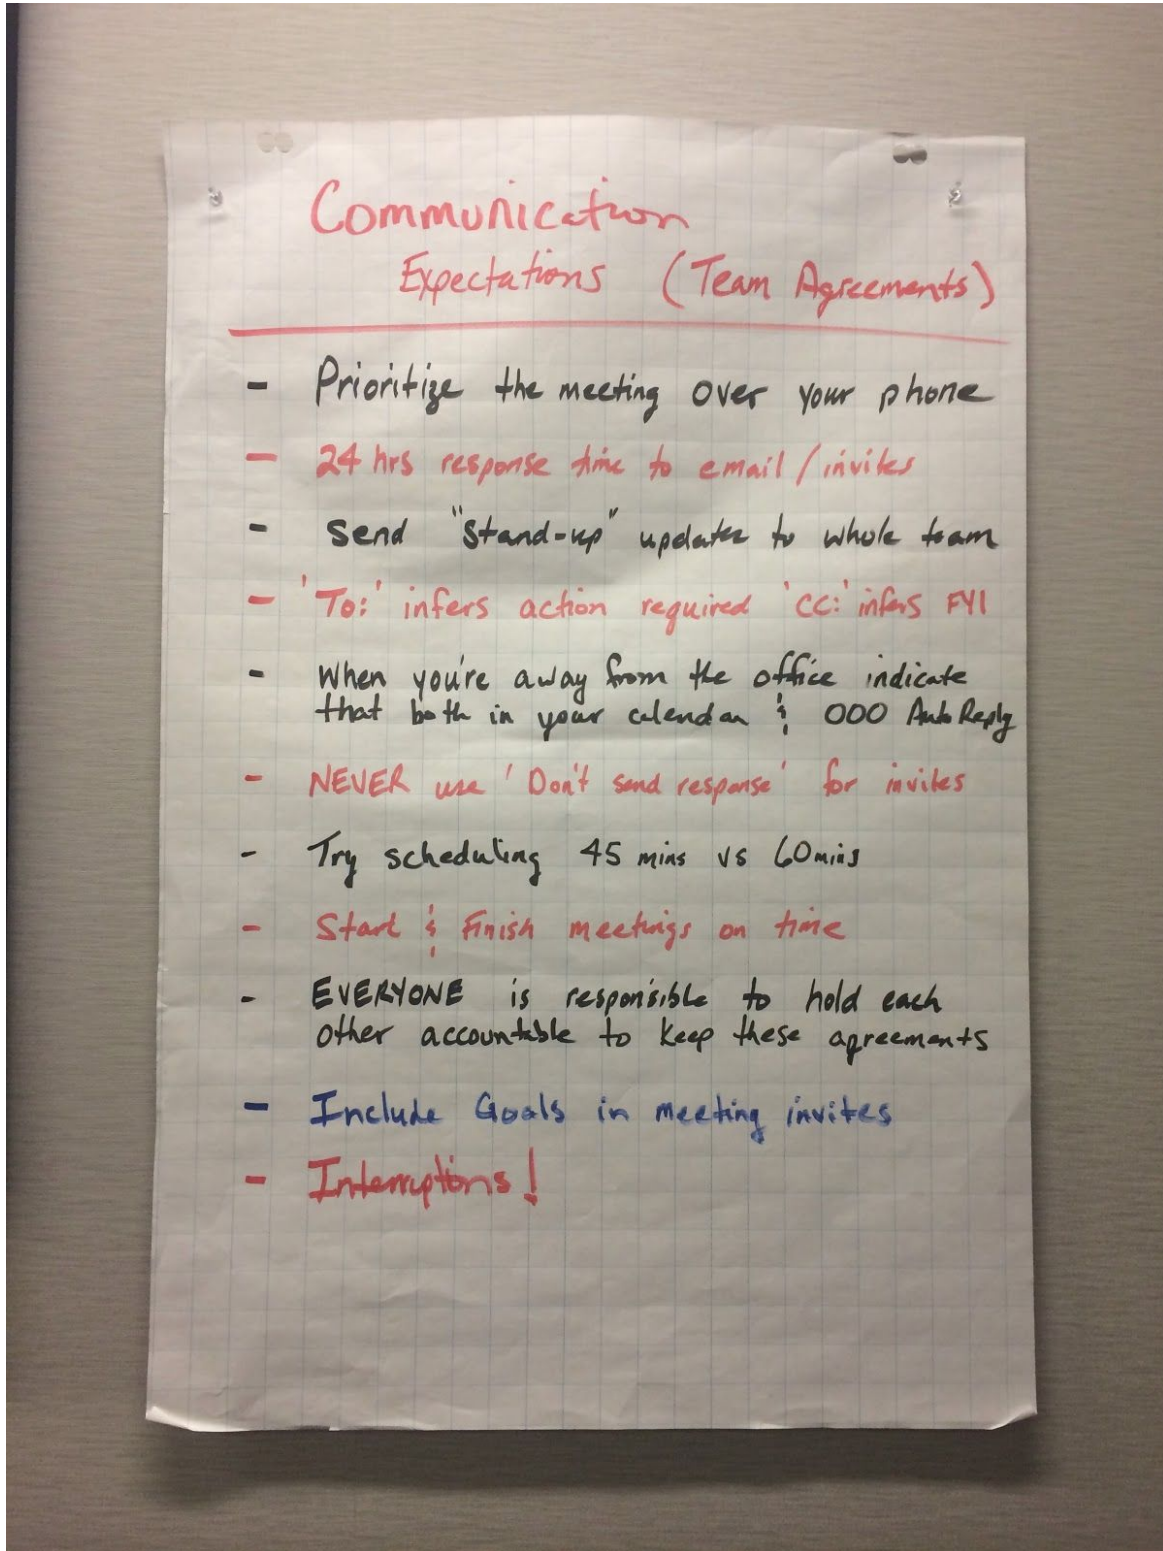 Communication
Expectations (Team Agreements)
- Prioritize the meeting over your phone
- 24 hrs response time to email / invites
- Send "Stand-up" updates to whole team
- 'To:' infers action required 'CC:' infers FYI
- When you're away from the office indicate
that both in your calendar & OOO Auto Reply
- NEVER use 'Don't send response' for invites
- Try scheduling 45 mins vs 60 mins
- Start & Finish meetings on time
- EVERYONE is responsible to hold each
other accountable to keep these agreements
- Include Goals in meeting invites
- Interruptions!